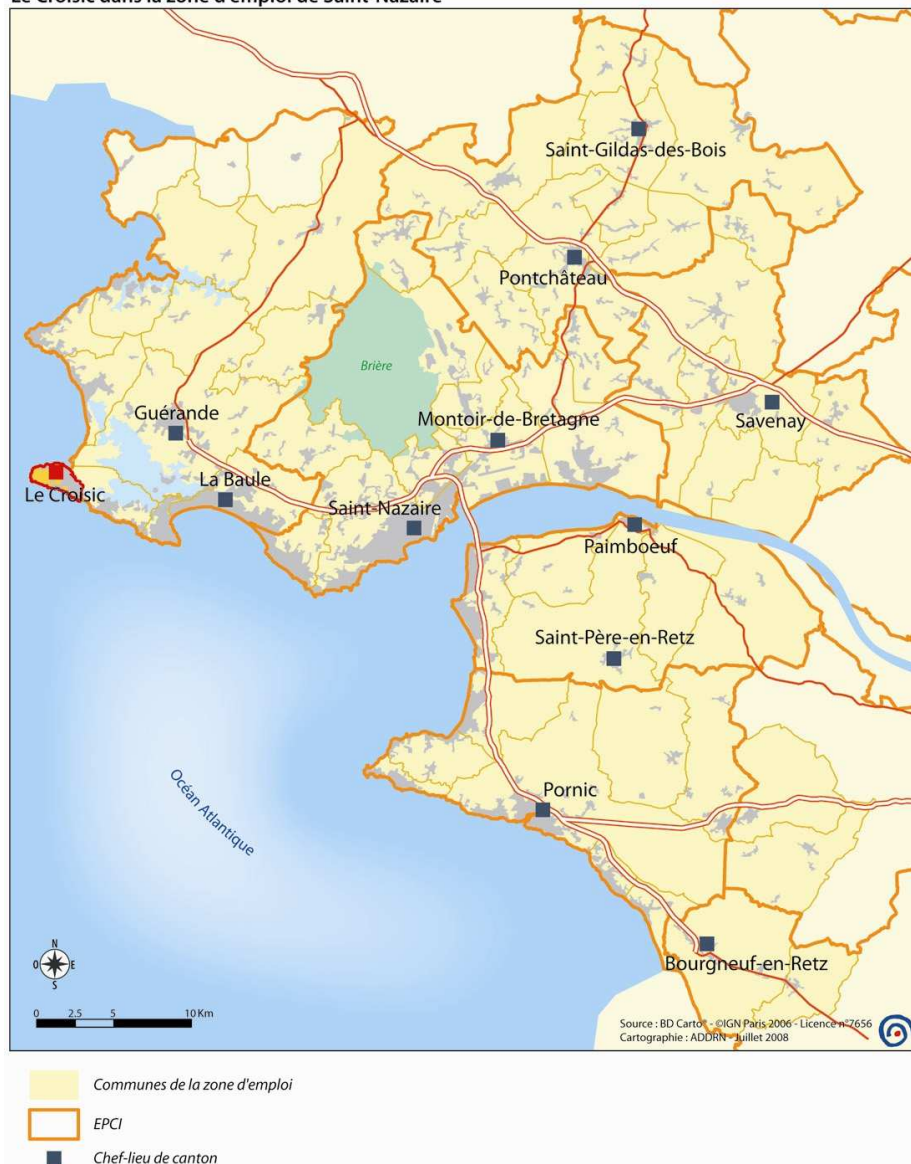 Le Croisic dans la zone d'emploi de Saint-Nazaire
Saint-Gildas-des-Bois
Pontchâteau
Brière
Guérande
Montoir-de-Bretagne
Savenay
Le Croisic
La Baule
Saint-Nazaire
Paimboeuf
Saint-Père-en-Retz
Océan Atlantique
Pornic
Bourgneuf-en-Retz
N
O E
S
0 2.5 5 10 Km
Source : BD Carto® - ©IGN Paris 2006 - Licence n°7656
Cartographie : ADDRN - Juillet 2008
Communes de la zone d'emploi
EPCI
Chef-lieu de canton